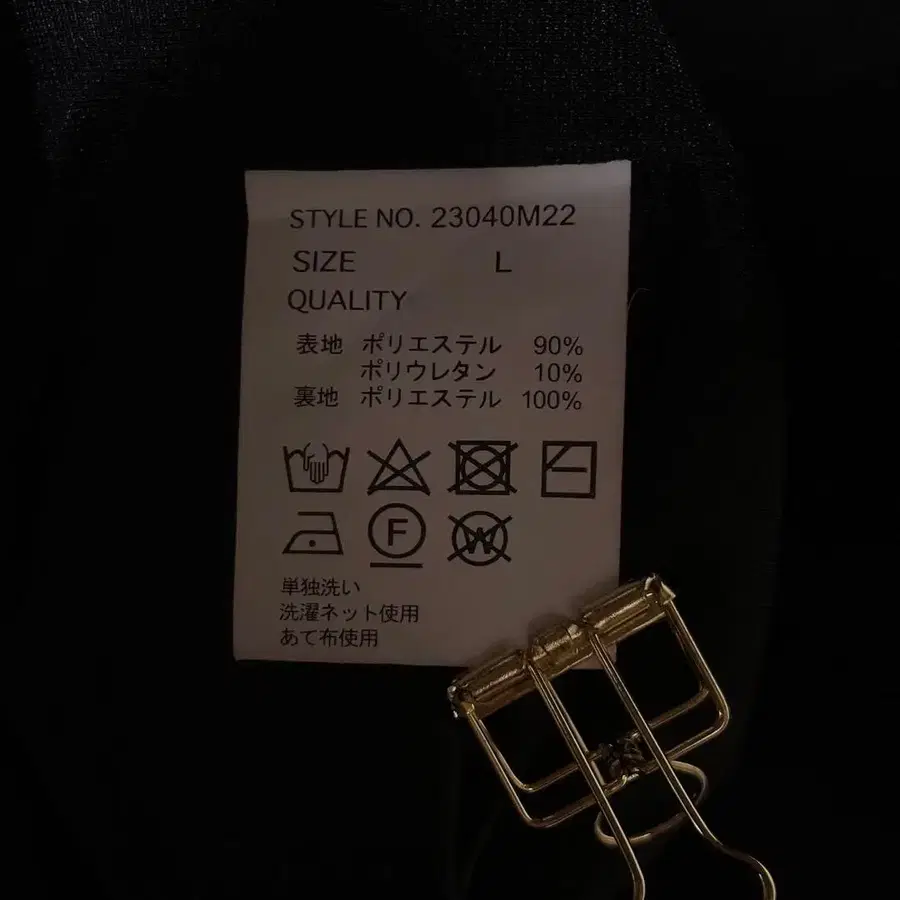 STYLE NO. 23040M22
SIZE L
QUALITY
表地 ポリエステル 90%
ポリウレタン 10%
裏地 ポリエステル 100%
F W
単独洗い
洗濯ネット使用
あて布使用